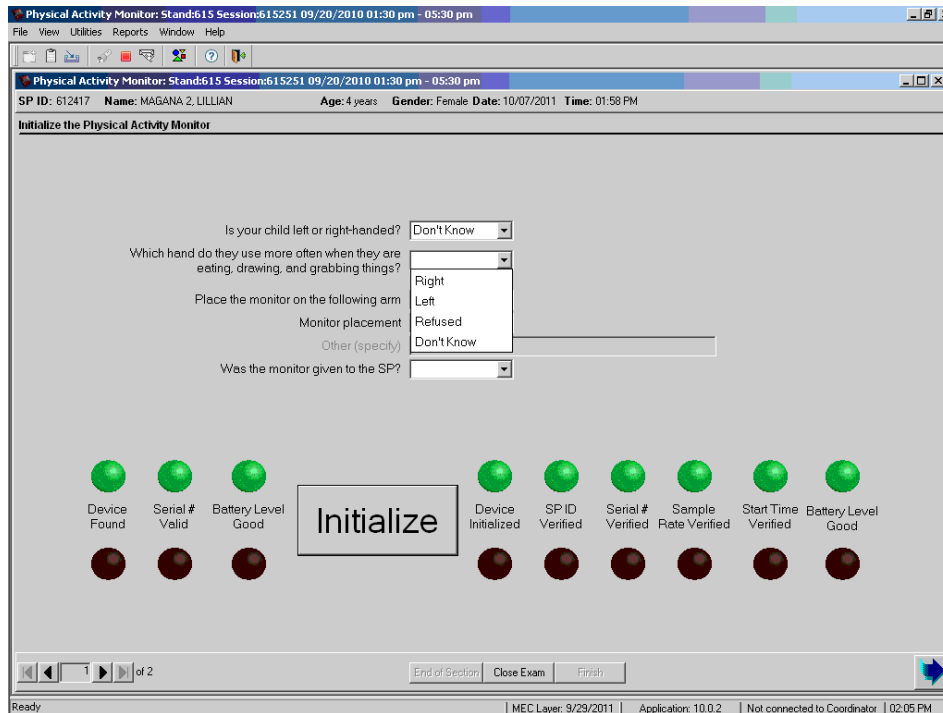 Physical Activity Monitor: Stand:615 Session:615251 09/20/2010 01:30 pm - 05:30 pm
File View Utilities Reports Window Help
Physical Activity Monitor: Stand:615 Session:615251 09/20/2010 01:30 pm - 05:30 pm
SP ID: 612417 Name: MAGANA 2, LILLIAN Age: 4 years Gender: Female Date: 10/07/2011 Time: 01:58 PM
Initialize the Physical Activity Monitor
Is your child left or right-handed? Don't Know
Which hand do they use more often when they are
eating, drawing, and grabbing things?
Right
Place the monitor on the following arm Left
Monitor placement Refused
Other (specify) Don't Know
Was the monitor given to the SP?
Device Found
Serial # Valid
Battery Level Good
Initialize
Device Initialized
SP ID Verified
Serial # Verified
Sample Rate Verified
Start Time Verified
Battery Level Good
1 of 2 End of Section Close Exam Finish
Ready MEC Layer: 9/29/2011 Application: 10.0.2 Not connected to Coordinator 02:05 PM